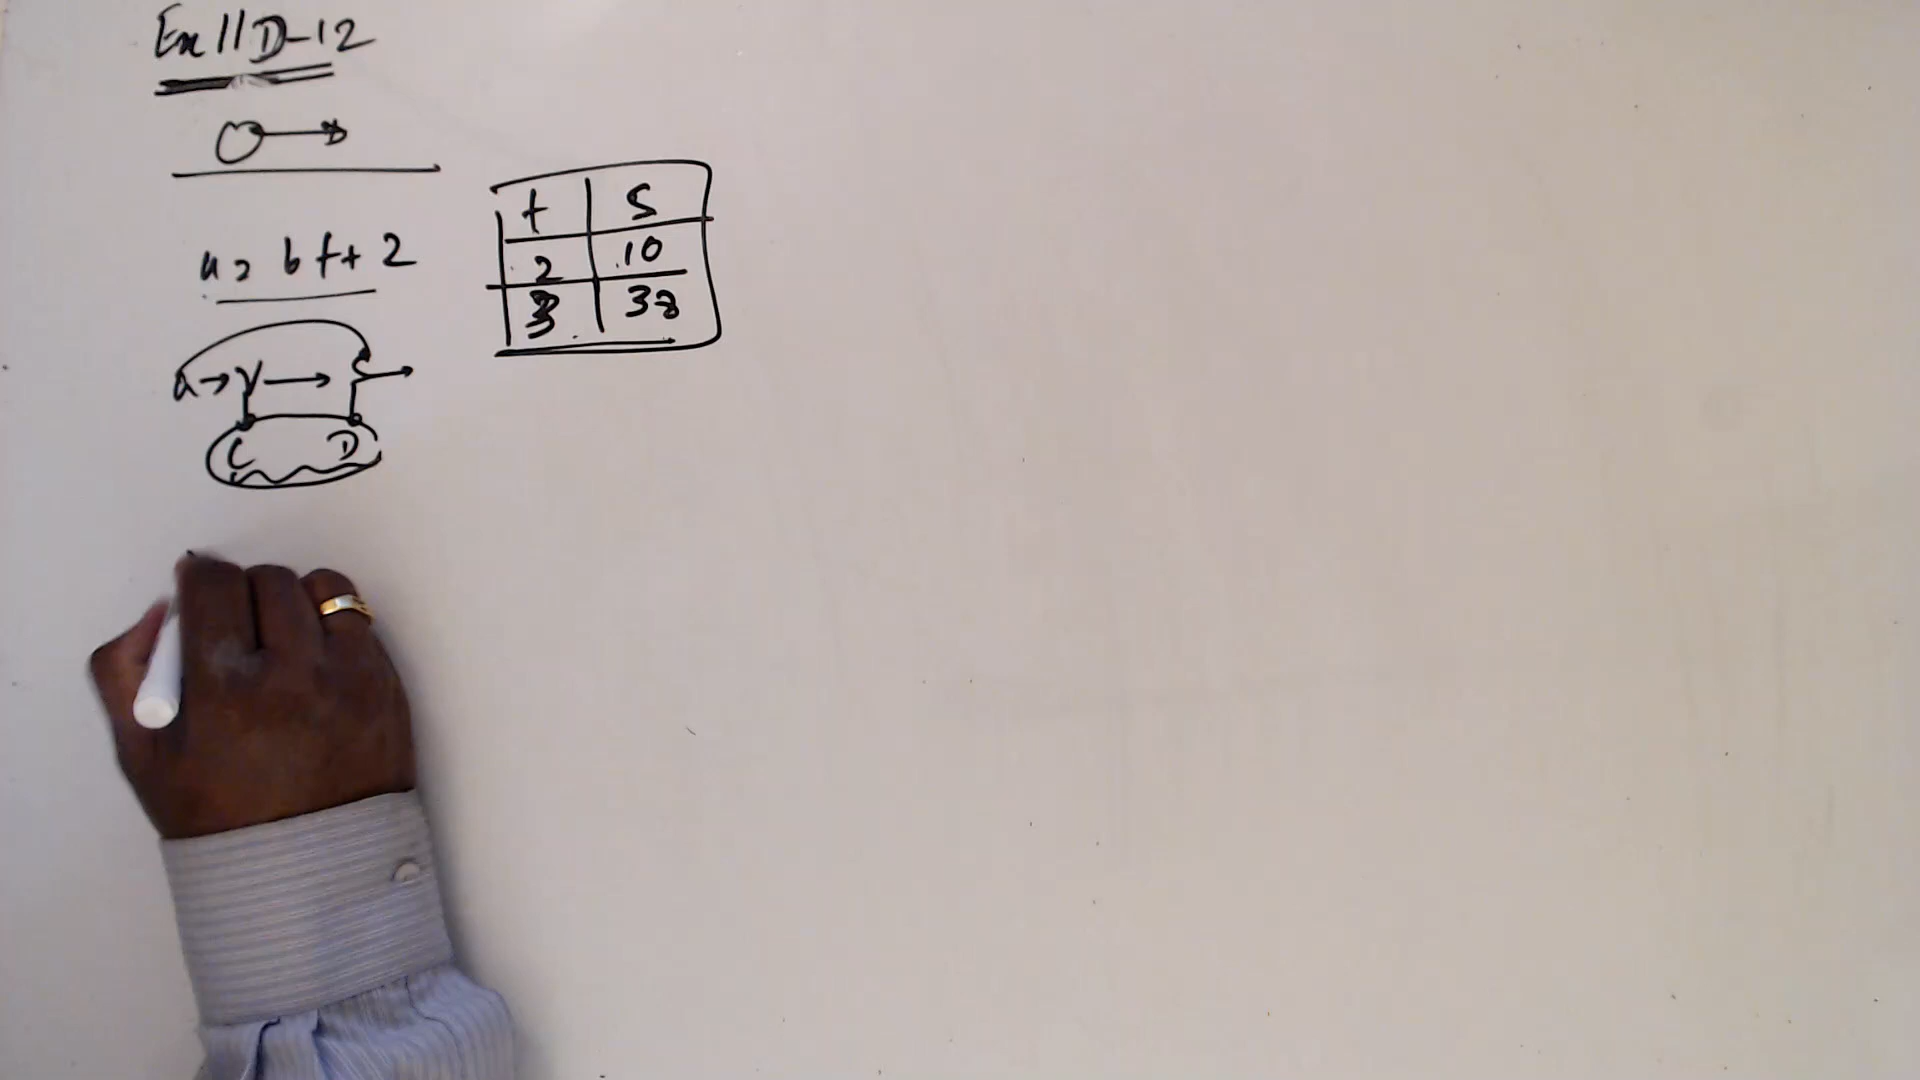 Ex 11D-12
a = 6t + 2
t S
2 10
3 38
a → V → S →
C D